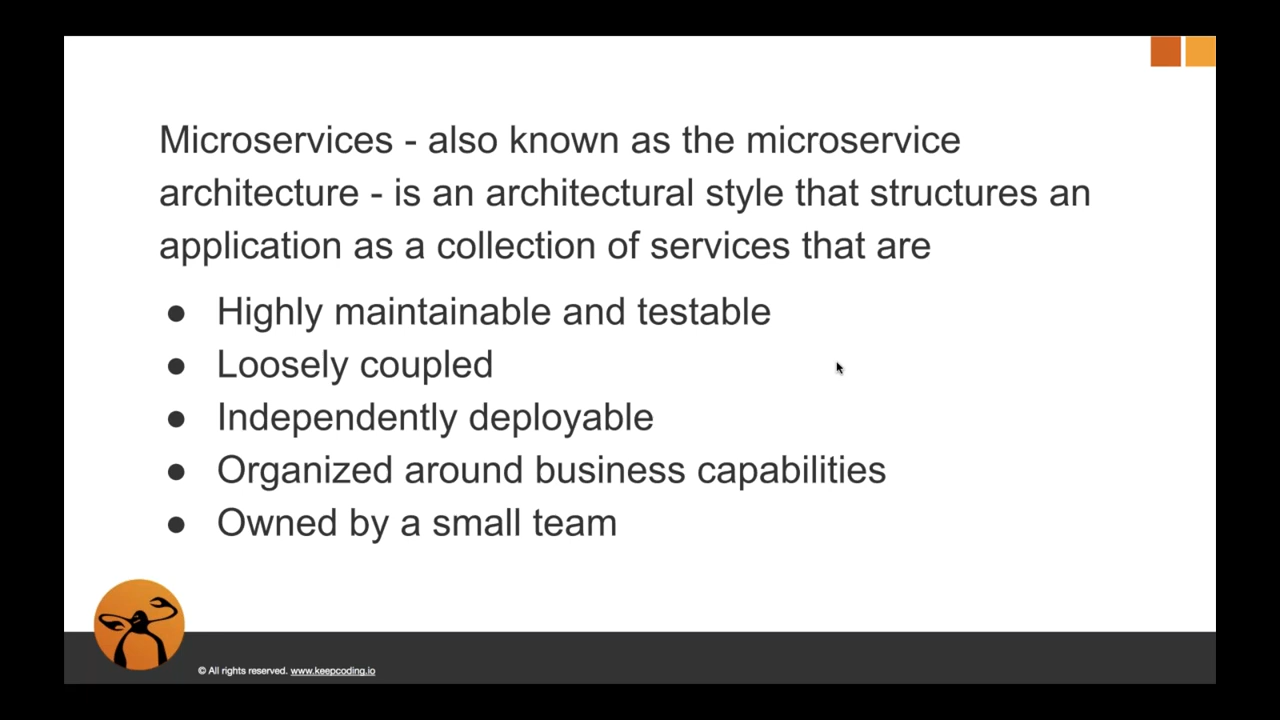 Microservices - also known as the microservice
architecture - is an architectural style that structures an
application as a collection of services that are
● Highly maintainable and testable
● Loosely coupled
● Independently deployable
● Organized around business capabilities
● Owned by a small team
© All rights reserved. www.keepcoding.io